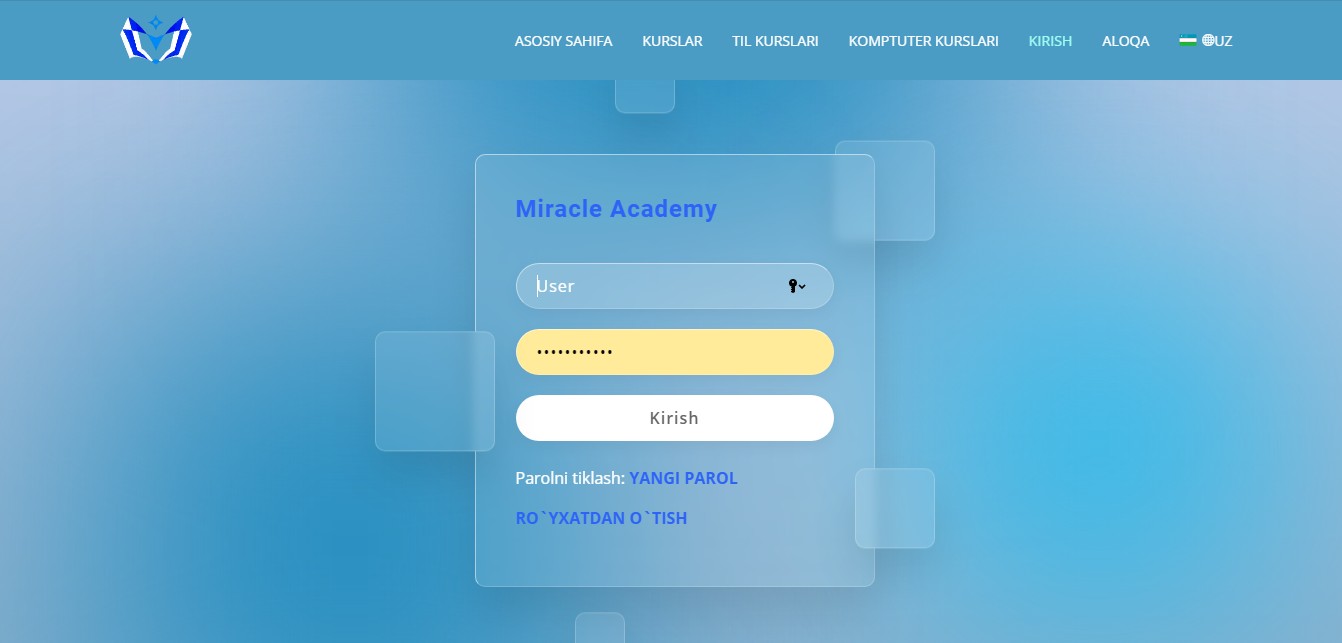 ASOSIY SAHIFA KURSLAR TIL KURSLARI KOMPTUTER KURSLARI KIRISH ALOQA UZ
Miracle Academy
User
•••••••••••
Kirish
Parolni tiklash: YANGI PAROL
RO`YXATDAN O`TISH